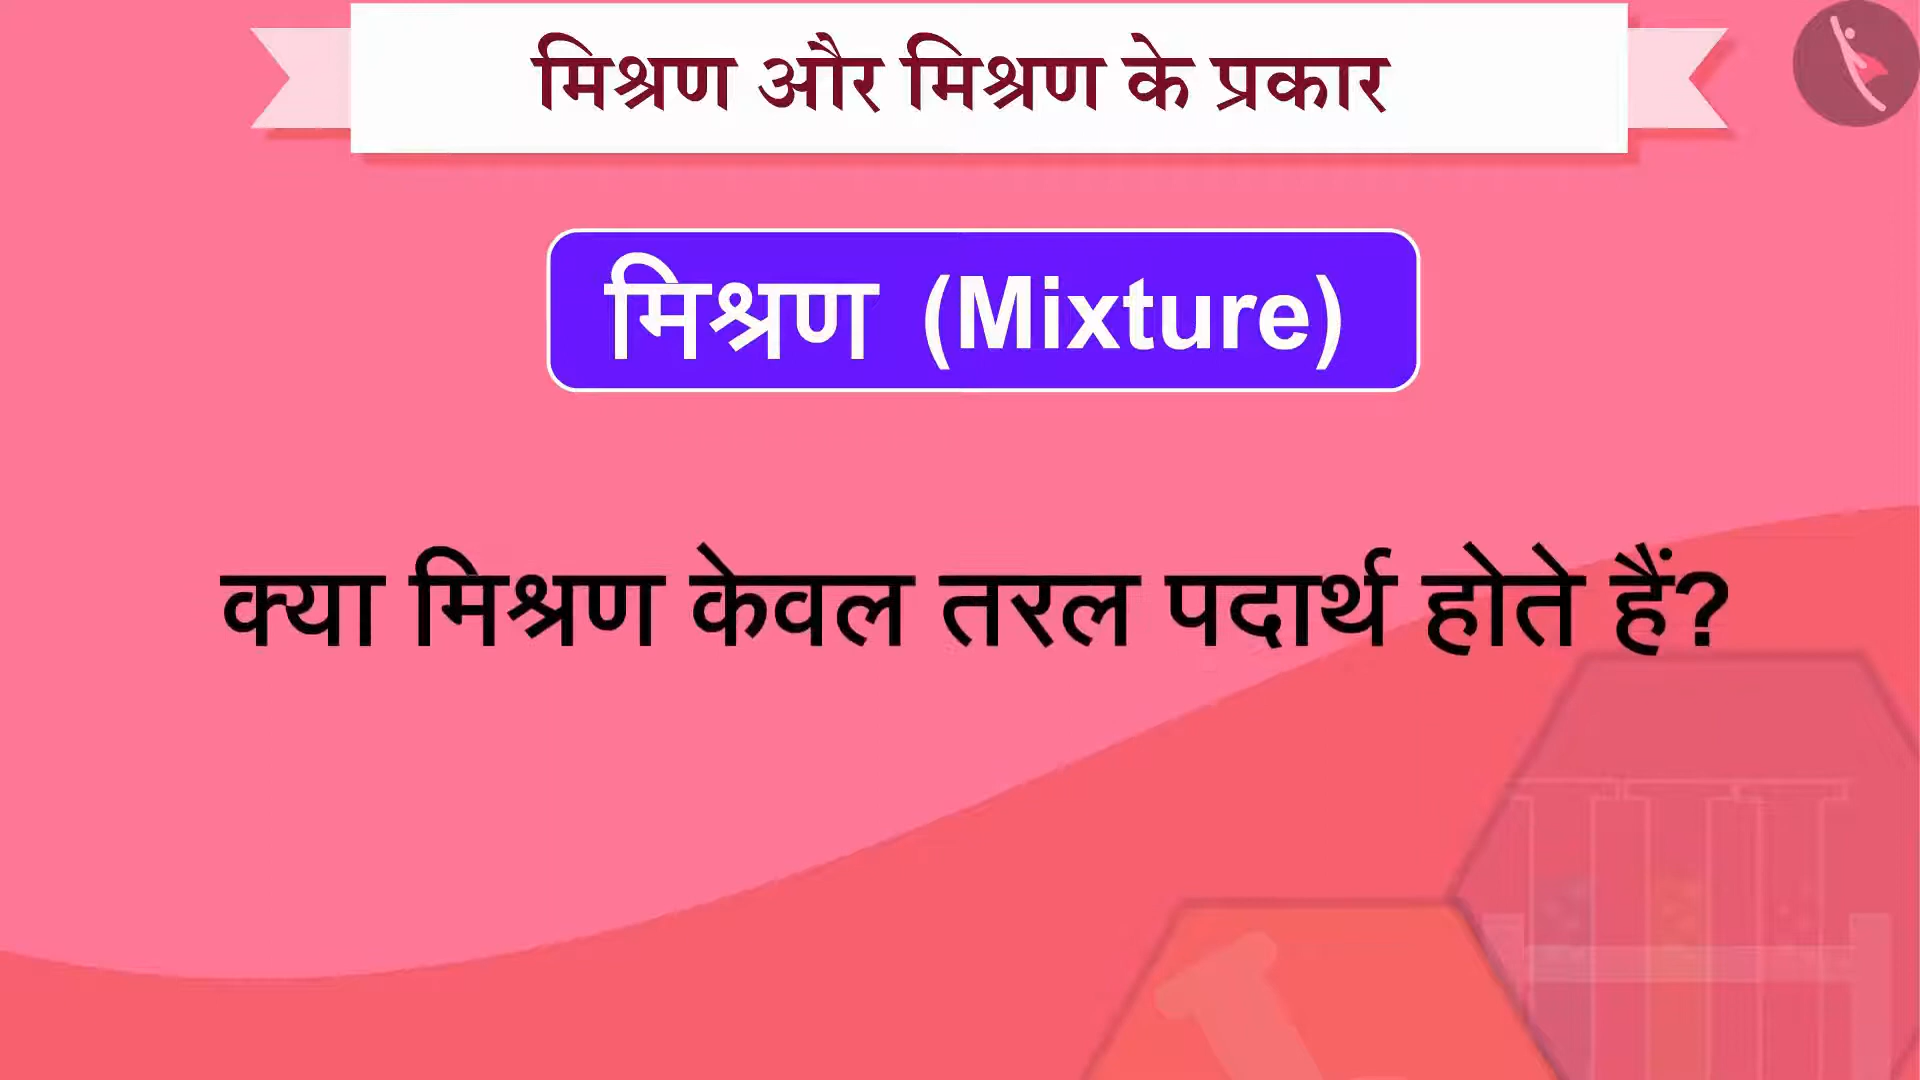 मिश्रण और मिश्रण के प्रकार
मिश्रण (Mixture)
क्या मिश्रण केवल तरल पदार्थ होते हैं?